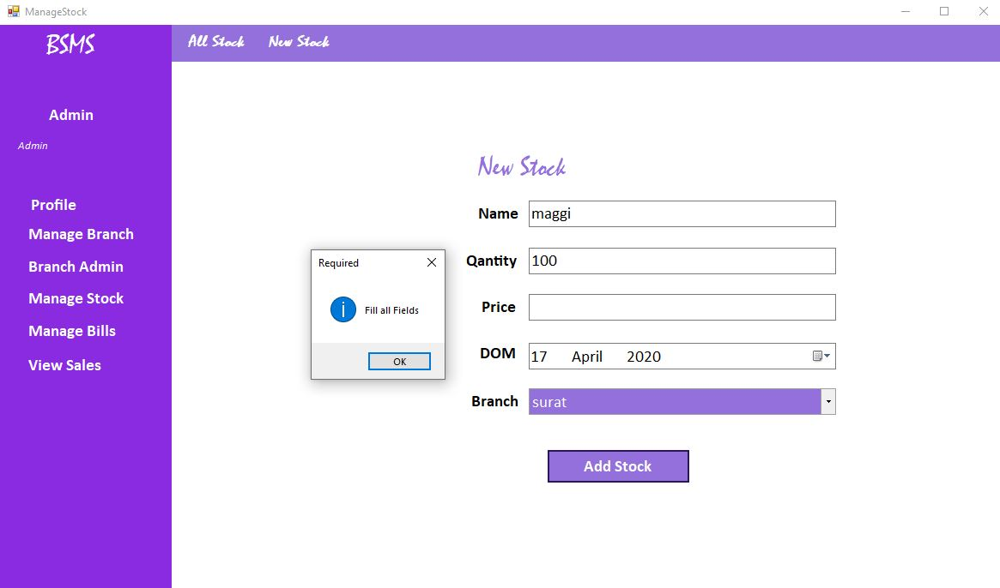 ManageStock
BSMS
All Stock New Stock
Admin
Admin
Profile
Manage Branch
Branch Admin
Manage Stock
Manage Bills
View Sales
New Stock
Name maggi
Qantity 100
Price
DOM 17 April 2020
Branch surat
Add Stock
Required
Fill all Fields
OK